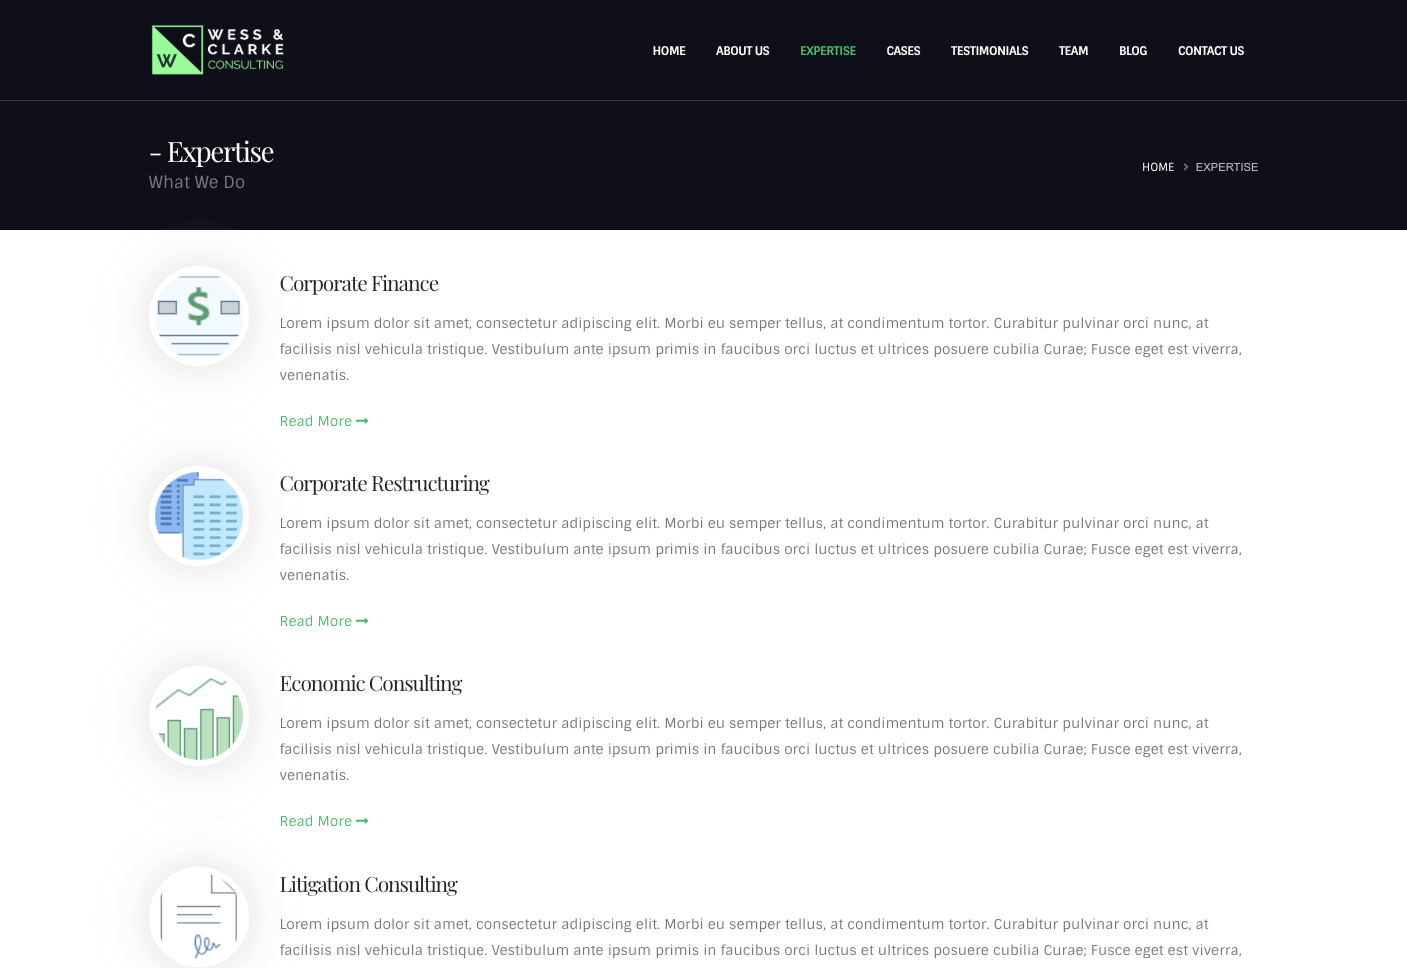 WESS &
CLARKE
CONSULTING
C
W
HOME ABOUT US EXPERTISE CASES TESTIMONIALS TEAM BLOG CONTACT US
- Expertise
What We Do
HOME > EXPERTISE
$
Corporate Finance
Lorem ipsum dolor sit amet, consectetur adipiscing elit. Morbi eu semper tellus, at condimentum tortor. Curabitur pulvinar orci nunc, at
facilisis nisl vehicula tristique. Vestibulum ante ipsum primis in faucibus orci luctus et ultrices posuere cubilia Curae; Fusce eget est viverra,
venenatis.
Read More →
Corporate Restructuring
Lorem ipsum dolor sit amet, consectetur adipiscing elit. Morbi eu semper tellus, at condimentum tortor. Curabitur pulvinar orci nunc, at
facilisis nisl vehicula tristique. Vestibulum ante ipsum primis in faucibus orci luctus et ultrices posuere cubilia Curae; Fusce eget est viverra,
venenatis.
Read More →
Economic Consulting
Lorem ipsum dolor sit amet, consectetur adipiscing elit. Morbi eu semper tellus, at condimentum tortor. Curabitur pulvinar orci nunc, at
facilisis nisl vehicula tristique. Vestibulum ante ipsum primis in faucibus orci luctus et ultrices posuere cubilia Curae; Fusce eget est viverra,
venenatis.
Read More →
Litigation Consulting
Lorem ipsum dolor sit amet, consectetur adipiscing elit. Morbi eu semper tellus, at condimentum tortor. Curabitur pulvinar orci nunc, at
facilisis nisl vehicula tristique. Vestibulum ante ipsum primis in faucibus orci luctus et ultrices posuere cubilia Curae; Fusce eget est viverra,